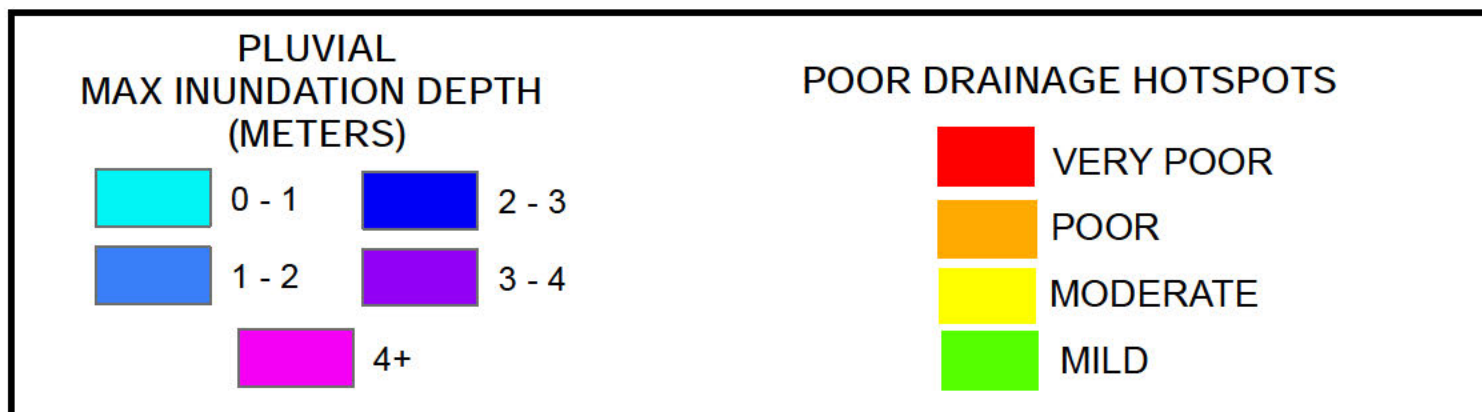 PLUVIAL
MAX INUNDATION DEPTH
(METERS)
0 - 1
2 - 3
1 - 2
3 - 4
4+
POOR DRAINAGE HOTSPOTS
VERY POOR
POOR
MODERATE
MILD